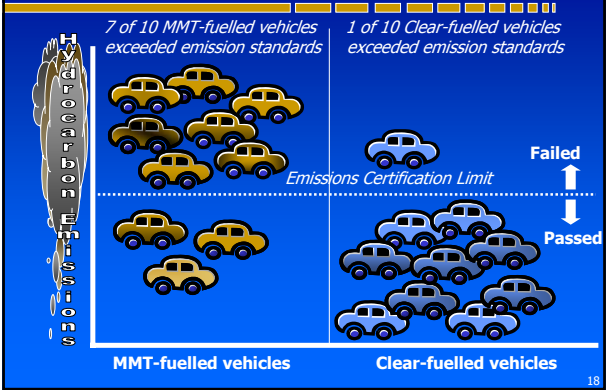 7 of 10 MMT-fuelled vehicles
exceeded emission standards
1 of 10 Clear-fuelled vehicles
exceeded emission standards
Hydrocarbon Emissions
Failed
Emissions Certification Limit
Passed
MMT-fuelled vehicles
Clear-fuelled vehicles
18